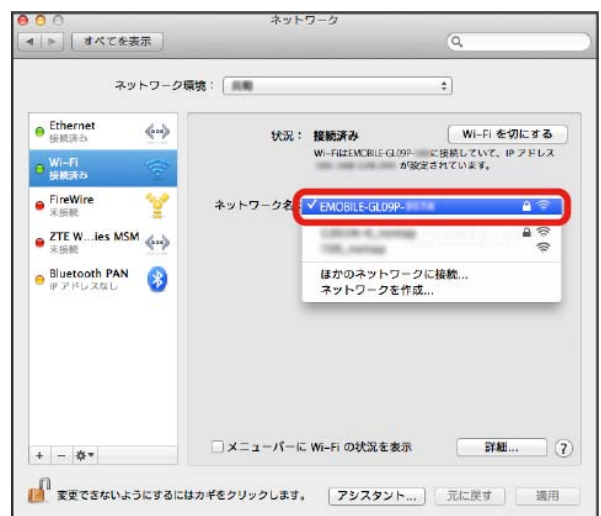 ネットワーク
すべてを表示
ネットワーク環境：
Ethernet
接続済み
Wi-Fi
接続済み
FireWire
未接続
ZTE W...ies MSM
未接続
Bluetooth PAN
IP アドレスなし
状況： 接続済み
Wi-Fi を切にする
Wi-FiはEMOBILE-GL09P- に接続していて、IP アドレス
が設定されています。
ネットワーク名
✓ EMOBILE-GL09P-
ほかのネットワークに接続...
ネットワークを作成...
メニューバーに Wi-Fi の状況を表示
詳細...
?
変更できないようにするにはカギをクリックします。
アシスタント...
元に戻す
適用